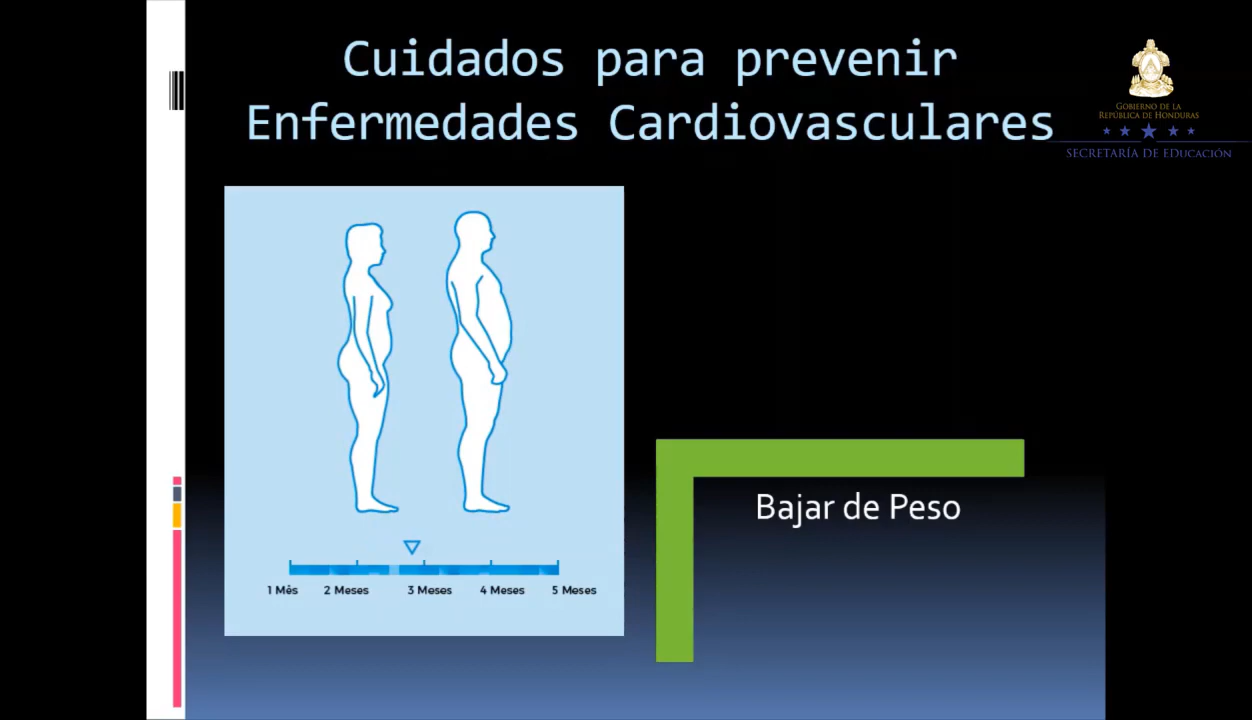 Cuidados para prevenir
Enfermedades Cardiovasculares
GOBIERNO DE LA
REPÚBLICA DE HONDURAS
SECRETARÍA DE EDUCACIÓN
Bajar de Peso
1 Mês 2 Meses 3 Meses 4 Meses 5 Meses